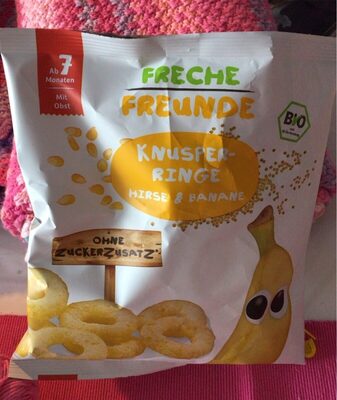 Ab 7
Monaten
Mit
Obst
FRECHE
FREUNDE
BIO
KNUSPER-
RINGE
HIRSE & BANANE
OHNE
ZUCKERZUSATZ